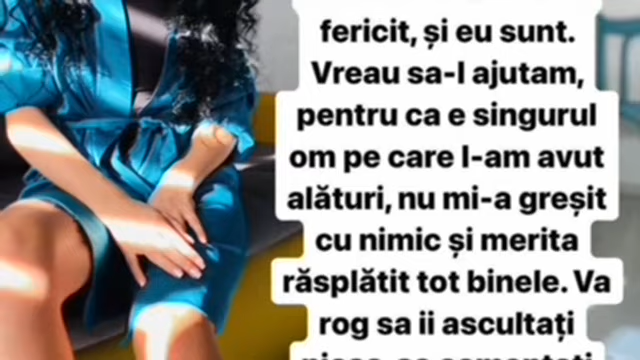 fericit, și eu sunt.
Vreau sa-l ajutam,
pentru ca e singurul
om pe care l-am avut
alături, nu mi-a greșit
cu nimic și merita
răsplătit tot binele. Va
rog sa ii ascultați